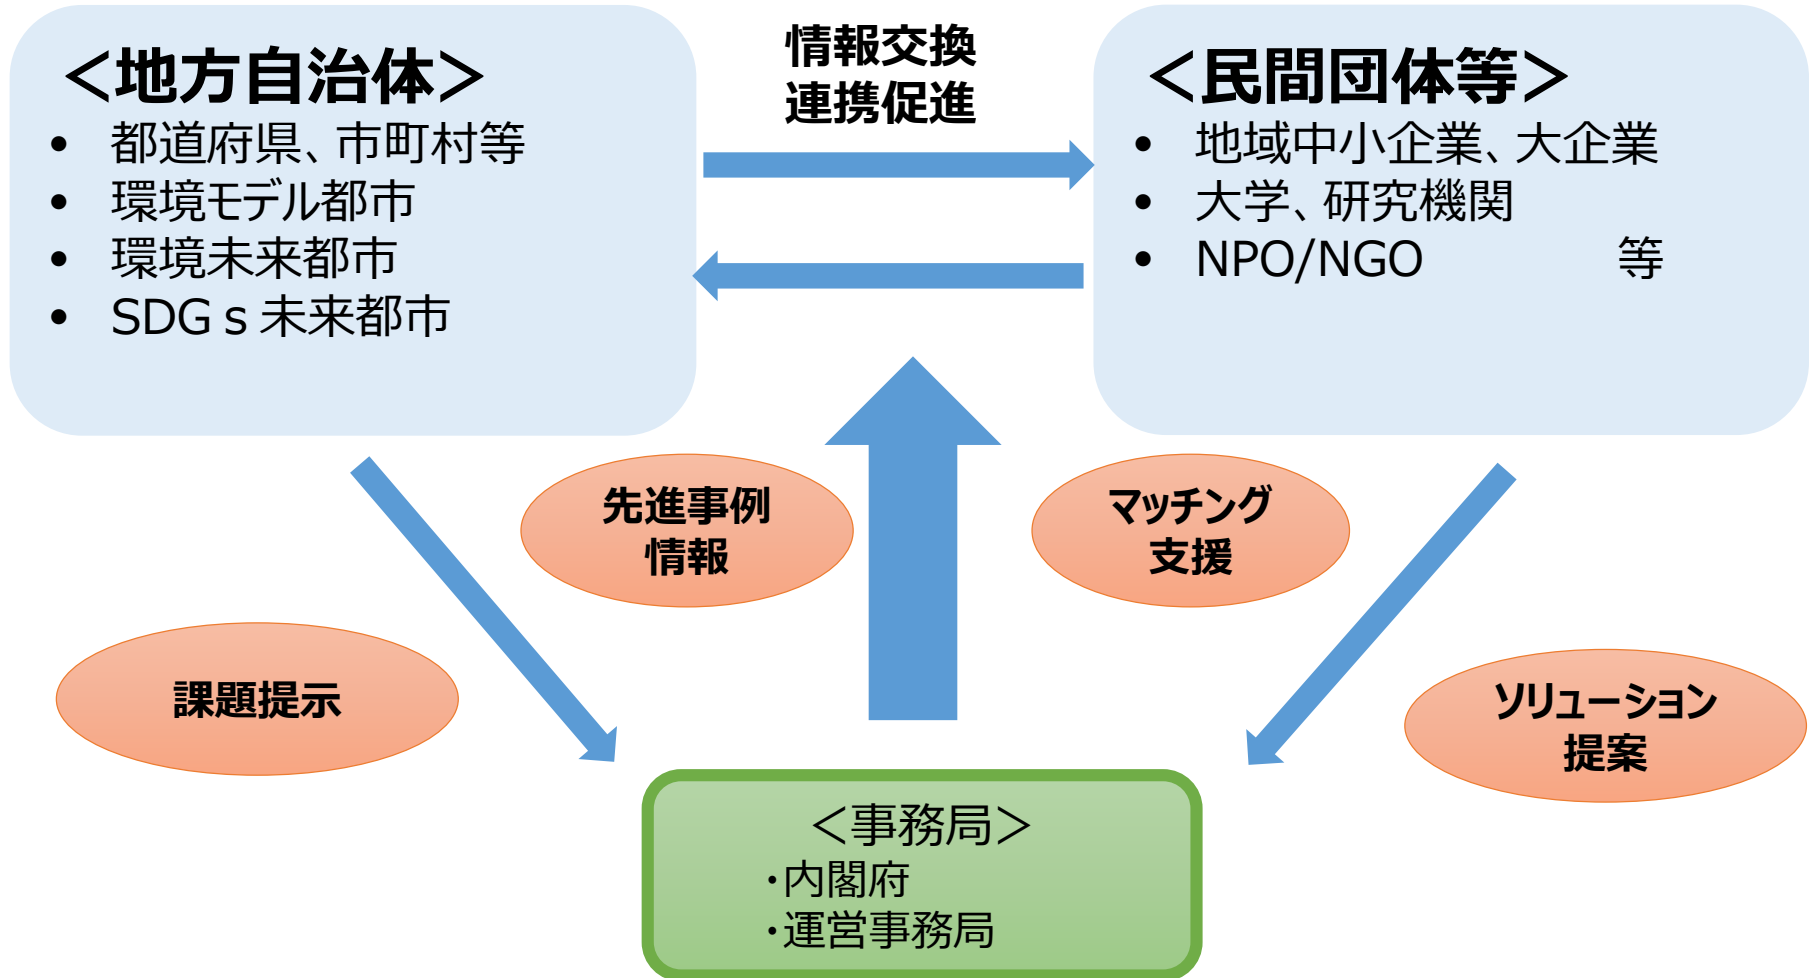 ＜地方自治体＞
• 都道府県、市町村等
• 環境モデル都市
• 環境未来都市
• SDGｓ未来都市
情報交換
連携促進
＜民間団体等＞
• 地域中小企業、大企業
• 大学、研究機関
• NPO/NGO　　　　等
先進事例
情報
マッチング
支援
課題提示
ソリューション
提案
＜事務局＞
・内閣府
・運営事務局